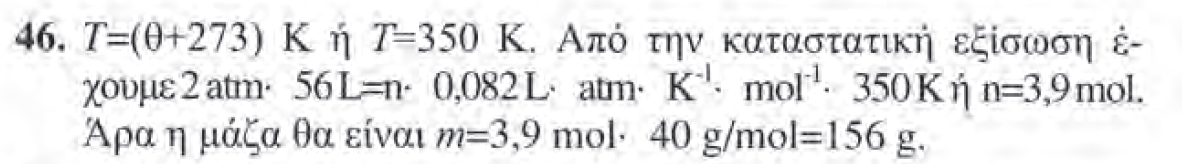 46. T=(θ+273) K ή T=350 K. Από την καταστατική εξίσωση έ-
χουμε 2 atm· 56 L=n· 0,082 L· atm· K⁻¹· mol⁻¹· 350 K ή n=3,9 mol.
Άρα η μάζα θα είναι m=3,9 mol· 40 g/mol=156 g.